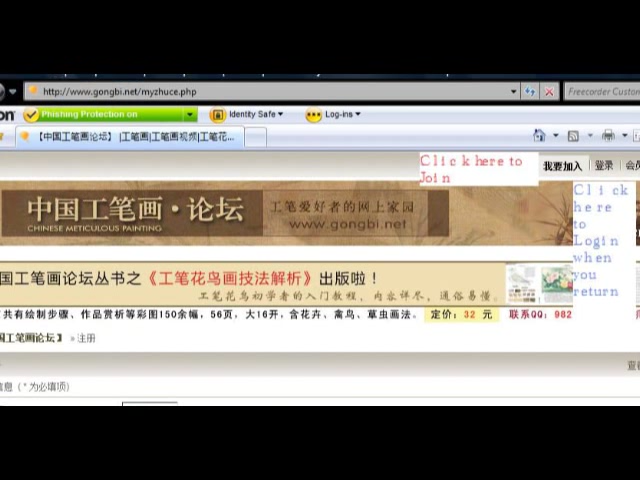 http://www.gongbi.net/myzhuce.php
Freecorder Custom
on Phishing Protection on Identity Safe Log-ins
【中国工笔画论坛】 |工笔画|工笔画视频|工笔花...
Click here to
Join
我要加入 登录 会员
Click
here
to
Login
when
you
return
中国工笔画·论坛
CHINESE METICULOUS PAINTING
工笔爱好者的网上家园
www.gongbi.net
国工笔画论坛丛书之《工笔花鸟画技法解析》出版啦！
工笔花鸟初学者的入门教程、内容详尽，通俗易懂。
共有绘制步骤、作品赏析等彩图150余幅，56页，大16开，含花卉、禽鸟、草虫画法。 定价：32 元 联系QQ：982
国工笔画论坛】 » 注册
信息（* 为必填项）